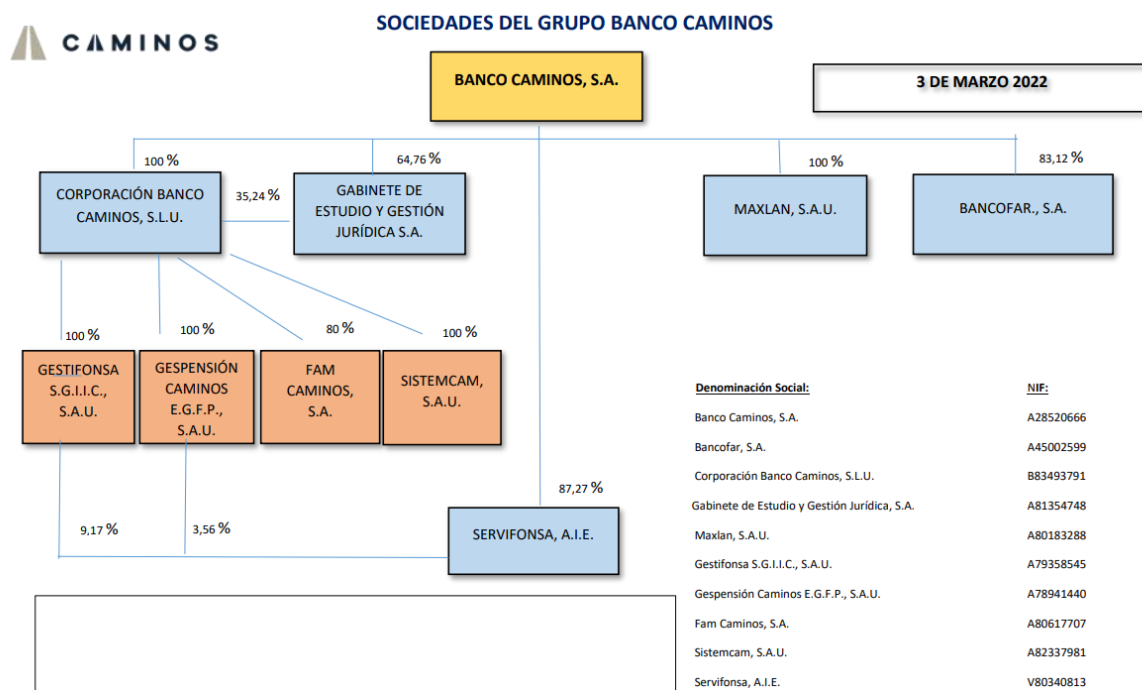 SOCIEDADES DEL GRUPO BANCO CAMINOS
CAMINOS
BANCO CAMINOS, S.A.
3 DE MARZO 2022
100 %
64,76 %
100 %
83,12 %
CORPORACIÓN BANCO
CAMINOS, S.L.U.
35,24 %
GABINETE DE
ESTUDIO Y GESTIÓN
JURÍDICA S.A.
MAXLAN, S.A.U.
BANCOFAR., S.A.
100 %
100 %
80 %
100 %
GESTIFONSA
S.G.I.I.C.,
S.A.U.
GESPENSIÓN
CAMINOS
E.G.F.P.,
S.A.U.
FAM
CAMINOS,
S.A.
SISTEMCAM,
S.A.U.
87,27 %
9,17 %
3,56 %
SERVIFONSA, A.I.E.
Denominación Social: NIF:
Banco Caminos, S.A. A28520666
Bancofar, S.A. A45002599
Corporación Banco Caminos, S.L.U. B83493791
Gabinete de Estudio y Gestión Jurídica, S.A. A81354748
Maxlan, S.A.U. A80183288
Gestifonsa S.G.I.I.C., S.A.U. A79358545
Gespensión Caminos E.G.F.P., S.A.U. A78941440
Fam Caminos, S.A. A80617707
Sistemcam, S.A.U. A82337981
Servifonsa, A.I.E. V80340813